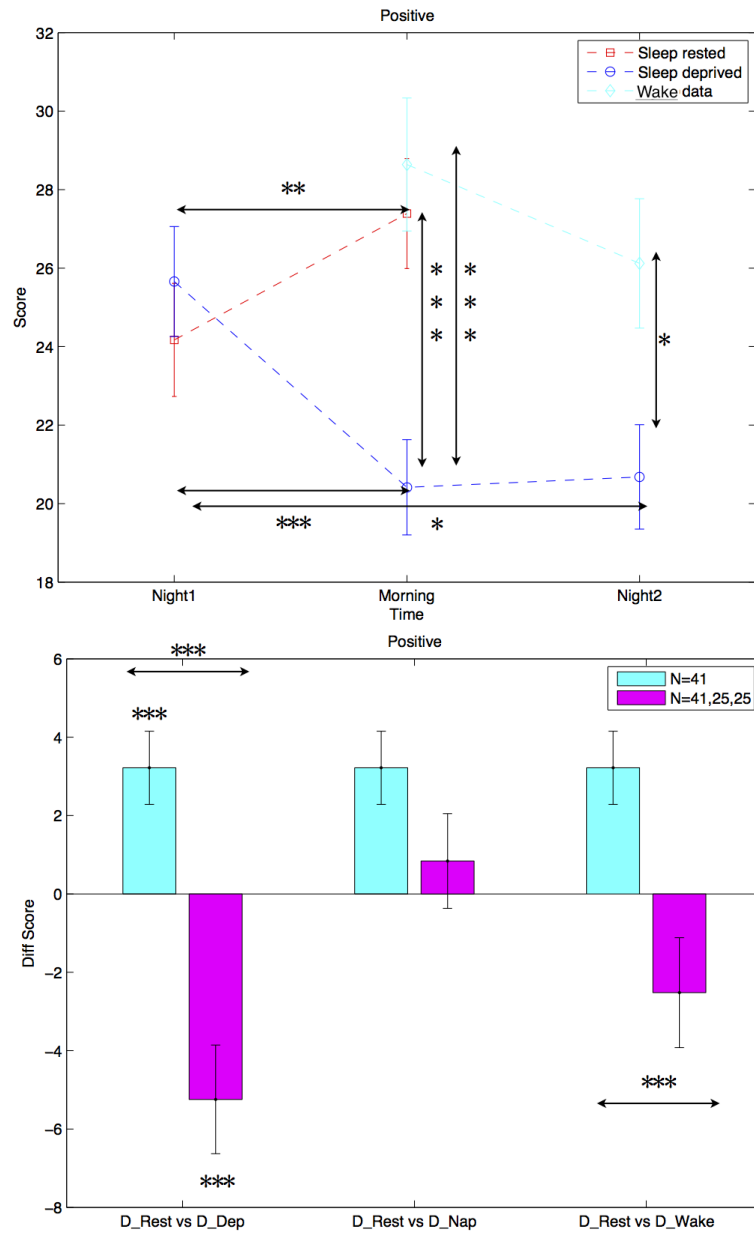 Positive
32
30
28
26
24
22
20
18
Score
Sleep rested
Sleep deprived
Wake data
**
***
***
*
***
*
Night1 Morning Night2
Time
Positive
6
4
2
0
−2
−4
−6
−8
Diff Score
N=41
N=41,25,25
***
***
***
***
D_Rest vs D_Dep D_Rest vs D_Nap D_Rest vs D_Wake